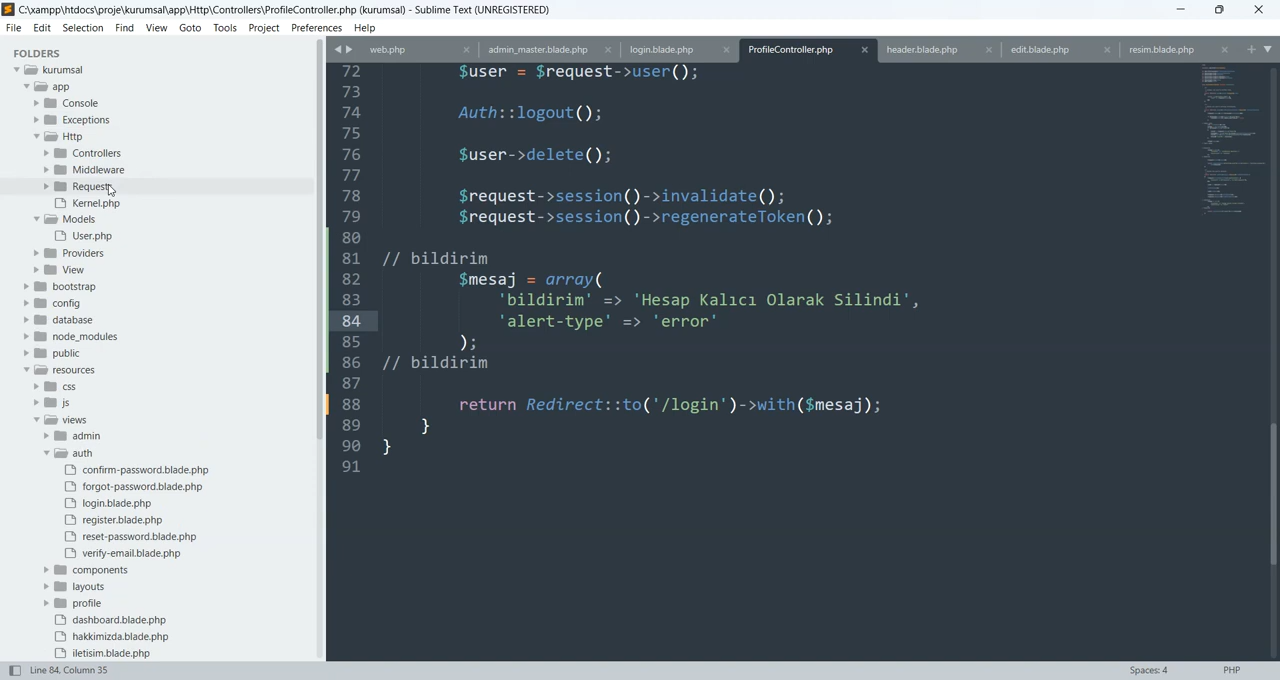 C:\xampp\htdocs\proje\kurumsal\app\Http\Controllers\ProfileController.php (kurumsal) - Sublime Text (UNREGISTERED)
File Edit Selection Find View Goto Tools Project Preferences Help
FOLDERS
kurumsal
app
Console
Exceptions
Http
Controllers
Middleware
Requests
Kernel.php
Models
User.php
Providers
View
bootstrap
config
database
node_modules
public
resources
css
js
views
admin
auth
confirm-password.blade.php
forgot-password.blade.php
login.blade.php
register.blade.php
reset-password.blade.php
verify-email.blade.php
components
layouts
profile
dashboard.blade.php
hakkimizda.blade.php
iletisim.blade.php
web.php admin_master.blade.php login.blade.php ProfileController.php header.blade.php edit.blade.php resim.blade.php
72 $user = $request->user();
73
74 Auth::logout();
75
76 $user->delete();
77
78 $request->session()->invalidate();
79 $request->session()->regenerateToken();
80
81 // bildirim
82 $mesaj = array(
83 'bildirim' => 'Hesap Kalıcı Olarak Silindi',
84 'alert-type' => 'error'
85 );
86 // bildirim
87
88 return Redirect::to('/login')->with($mesaj);
89 }
90 }
91
Line 84, Column 35 Spaces: 4 PHP